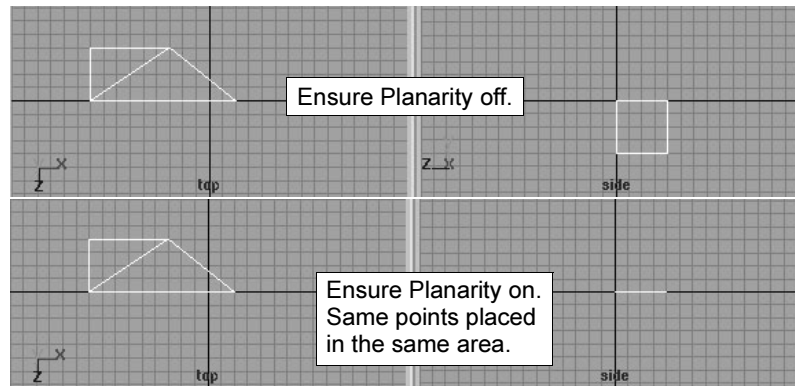 Ensure Planarity off.
X
Z
top
Z X
side
Ensure Planarity on.
Same points placed
in the same area.
X
Z
top
side